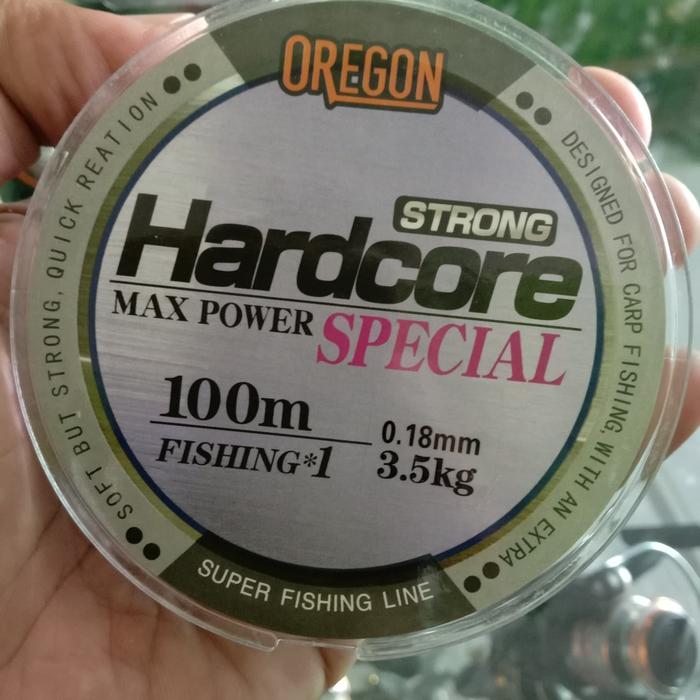 OREGON
STRONG
Hardcore
MAX POWER SPECIAL
100m
FISHING*1
0.18mm
3.5kg
SOFT BUT STRONG, QUICK REATION
DESIGNED FOR CARP FISHING, WITH AN EXTRA
SUPER FISHING LINE